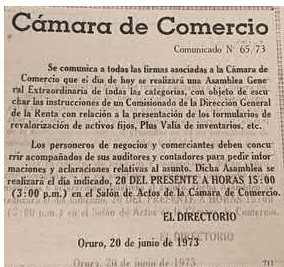 Cámara de Comercio
Comunicado N° 65/73
Se comunica a todas las firmas asociadas a la Cámara de
Comercio que el día de hoy se realizará una Asamblea Ge
neral Extraordinaria de todas las categorías, con objeto de escu
char las instrucciones de un Comisionado de la Dirección General
de la Renta con relación a la presentación de los formularios de
revalorización de activos fijos, Plus Valía de inventarios, etc.
Los personeros de negocios y comerciantes deben concu
rrir acompañados de sus auditores y contadores para pedir infor
maciones y aclaraciones relativas al asunto. Dicha Asamblea se
realizará el día indicado, 20 DEL PRESENTE A HORAS 15:00
(3:00 p.m.) en el Salón de Actos de la Cámara de Comercio.
EL DIRECTORIO
Oruro, 20 de junio de 1973
711